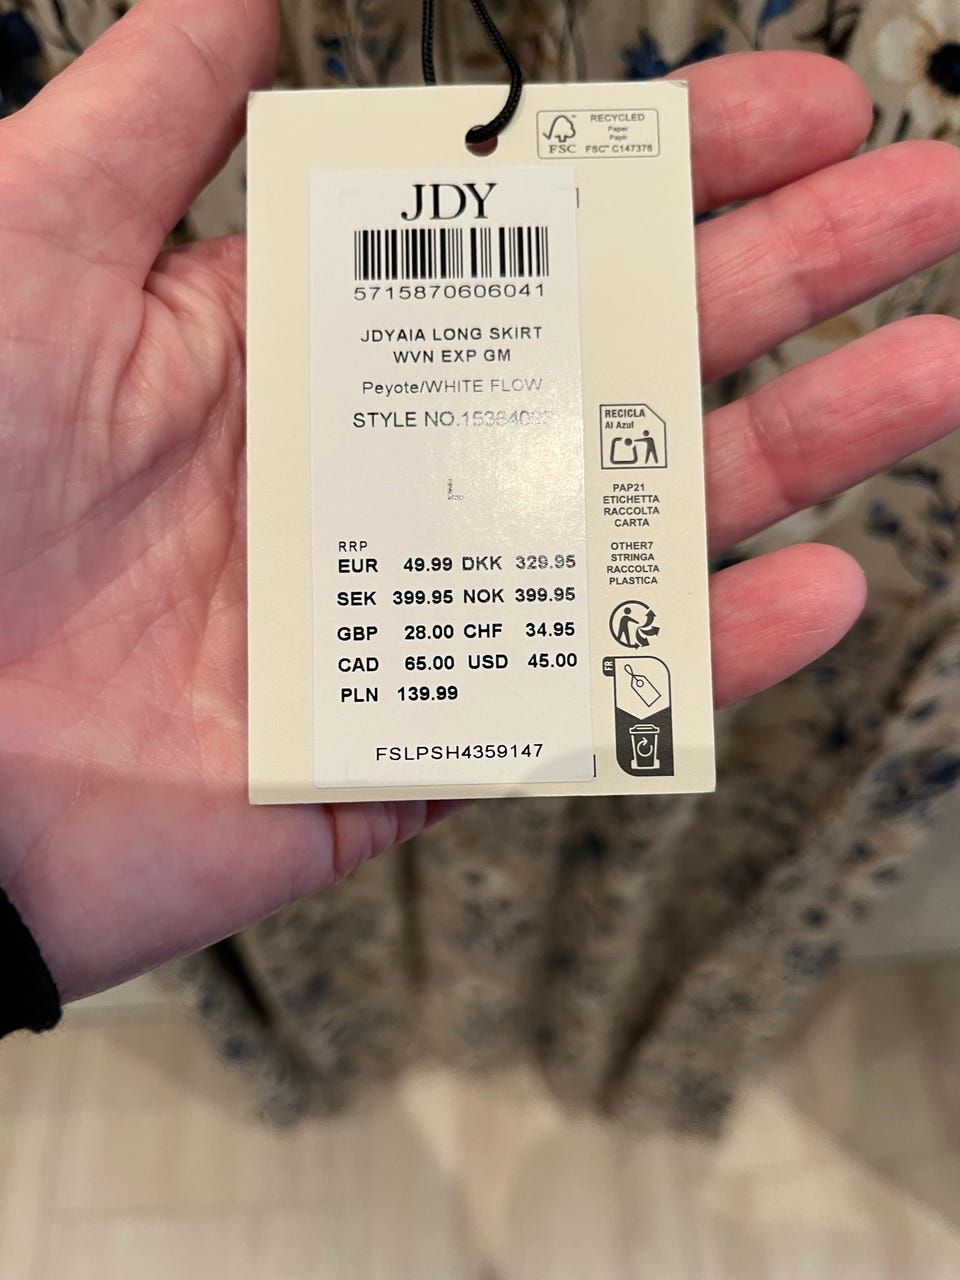 RECYCLED
Paper
Papir
FSC
FSC™ C147376
JDY
5715870606041
JDYAIA LONG SKIRT
WVN EXP GM
Peyote/WHITE FLOW
STYLE NO.
L
RECICLA
Al Azul
PAP21
ETICHETTA
RACCOLTA
CARTA
OTHER7
STRINGA
RACCOLTA
PLASTICA
RRP
EUR 49.99 DKK 329.95
SEK 399.95 NOK 399.95
GBP 28.00 CHF 34.95
CAD 65.00 USD 45.00
PLN 139.99
FR
FSLPSH4359147